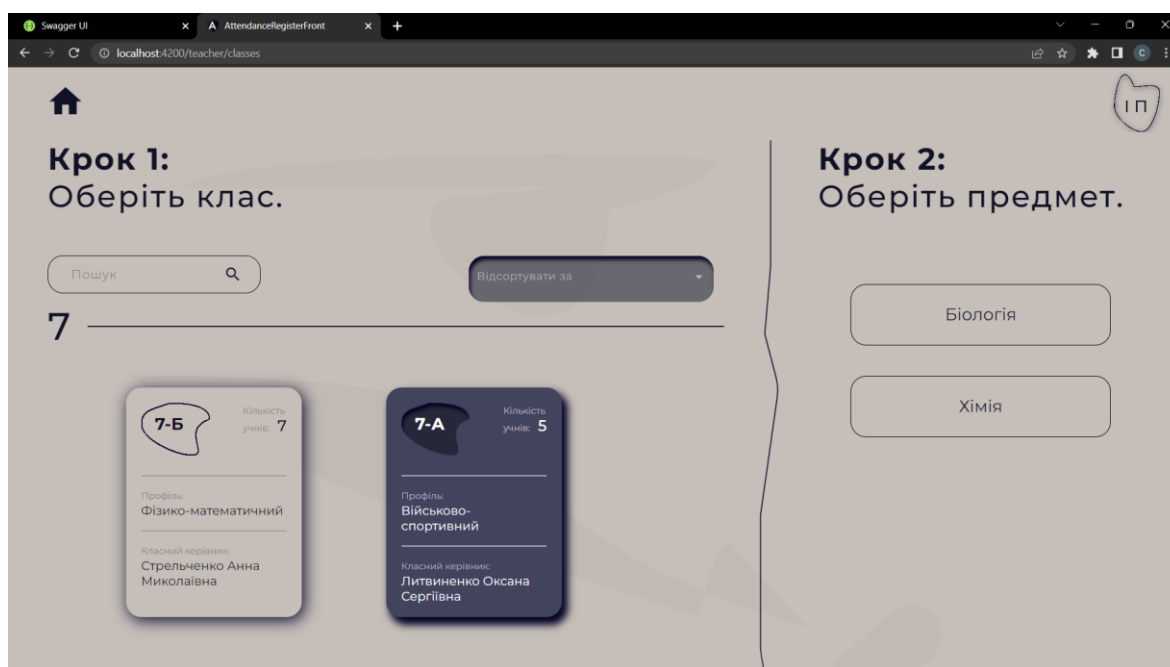 Swagger UI
AttendanceRegisterFront
localhost:4200/teacher/classes
І П
Крок 1:
Оберіть клас.
Пошук
Відсортувати за
7
7-Б
Кількість
учнів: 7
Профіль:
Фізико-математичний
Класний керівник:
Стрельченко Анна
Миколаївна
7-А
Кількість
учнів: 5
Профіль:
Військово-
спортивний
Класний керівник:
Литвиненко Оксана
Сергіївна
Крок 2:
Оберіть предмет.
Біологія
Хімія